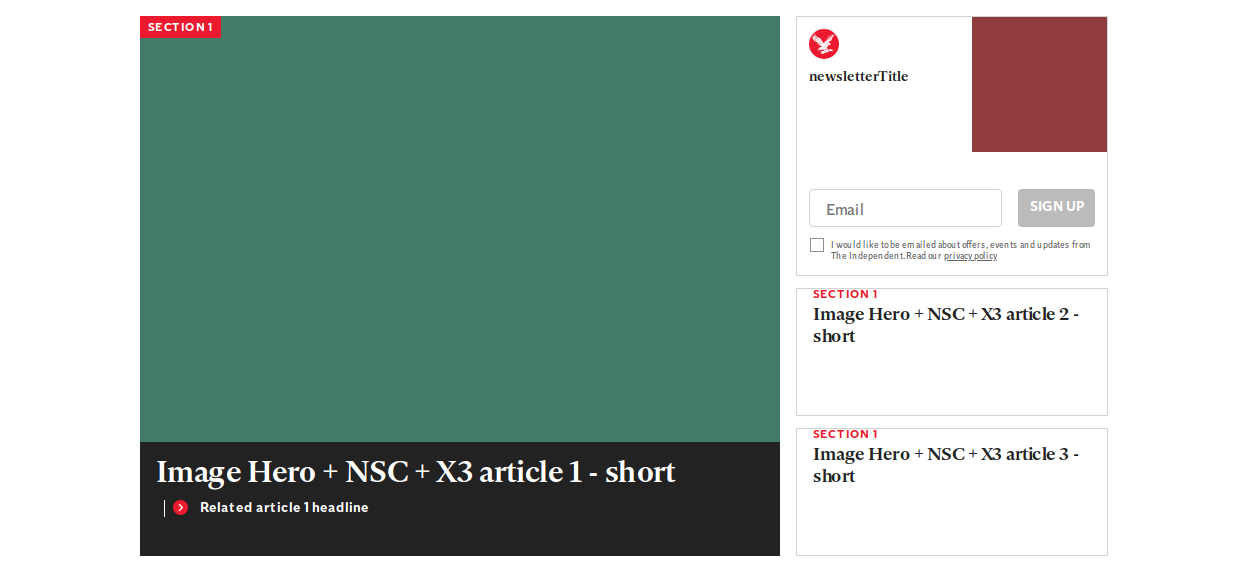 SECTION 1
Image Hero + NSC + X3 article 1 - short
Related article 1 headline
newsletterTitle
Email
SIGN UP
I would like to be emailed about offers, events and updates from
The Independent. Read our privacy policy
SECTION 1
Image Hero + NSC + X3 article 2 -
short
SECTION 1
Image Hero + NSC + X3 article 3 -
short